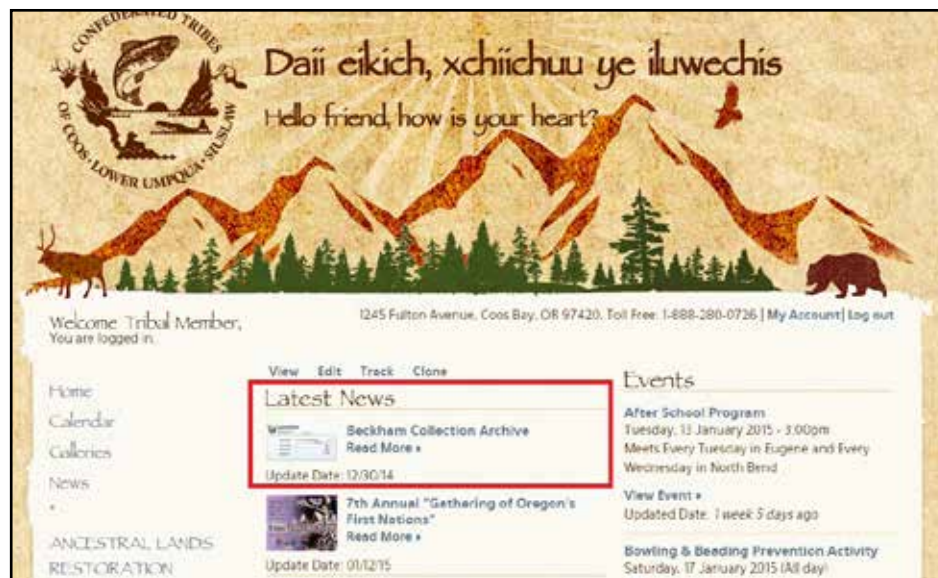 CONFEDERATED TRIBES
OF COOS · LOWER UMPQUA · SIUSLAW
Daii eikich, xchiichuu ye iluwechis
Hello friend, how is your heart?
Welcome Tribal Member,
You are logged in.
1245 Fulton Avenue, Coos Bay, OR 97420. Toll Free: 1-888-280-0726 | My Account | Log out
Home
Calendar
Galleries
News
ANCESTRAL LANDS
RESTORATION
View Edit Track Clone
Latest News
Beckham Collection Archive
Read More »
Update Date: 12/30/14
7th Annual "Gathering of Oregon's
First Nations"
Read More »
Update Date: 01/12/15
Events
After School Program
Tuesday, 13 January 2015 - 3:00pm
Meets Every Tuesday in Eugene and Every
Wednesday in North Bend
View Event »
Updated Date: 1 week 5 days ago
Bowling & Beading Prevention Activity
Saturday, 17 January 2015 (All day)